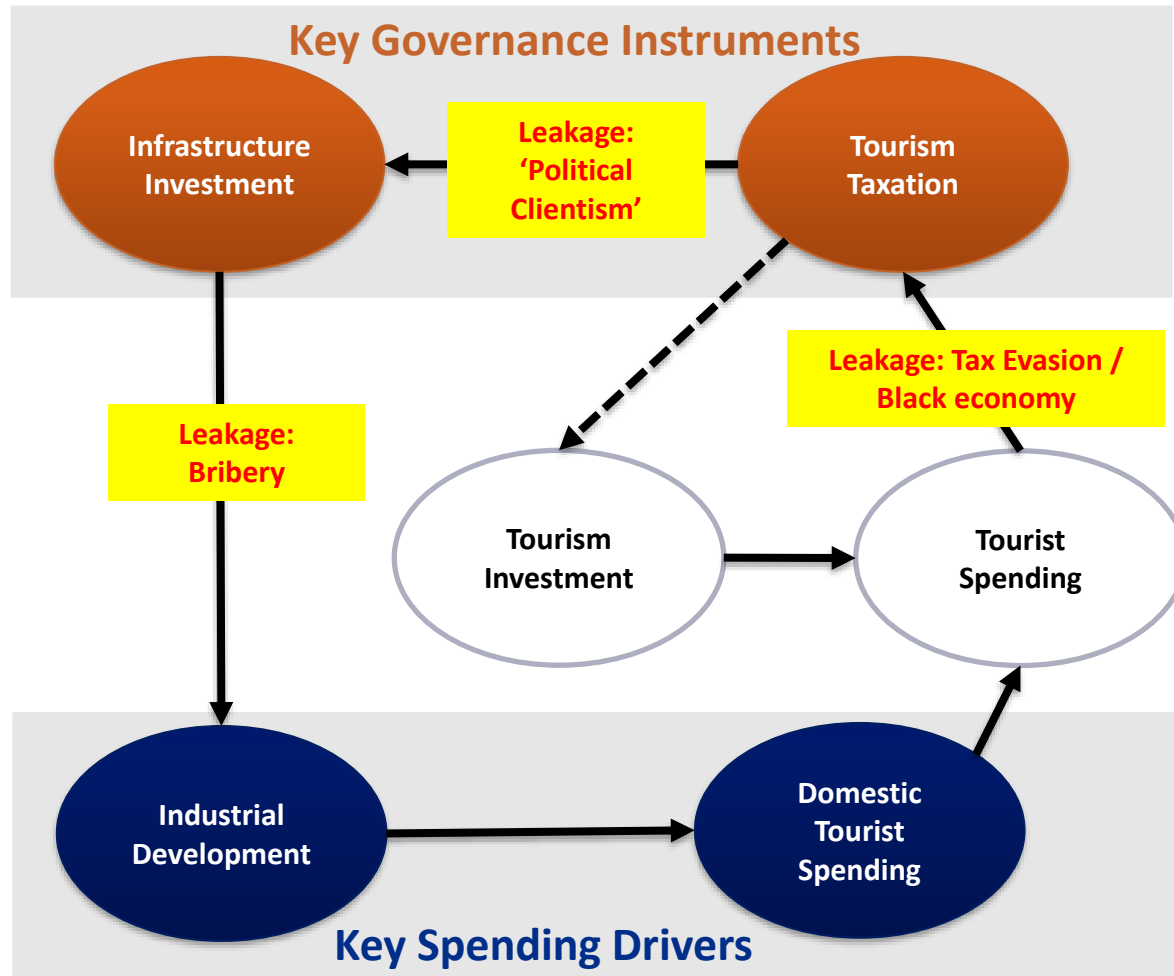 Key Governance Instruments
Infrastructure
Investment
Leakage:
‘Political
Clientism’
Tourism
Taxation
Leakage: Tax Evasion /
Black economy
Leakage:
Bribery
Tourism
Investment
Tourist
Spending
Industrial
Development
Domestic
Tourist
Spending
Key Spending Drivers